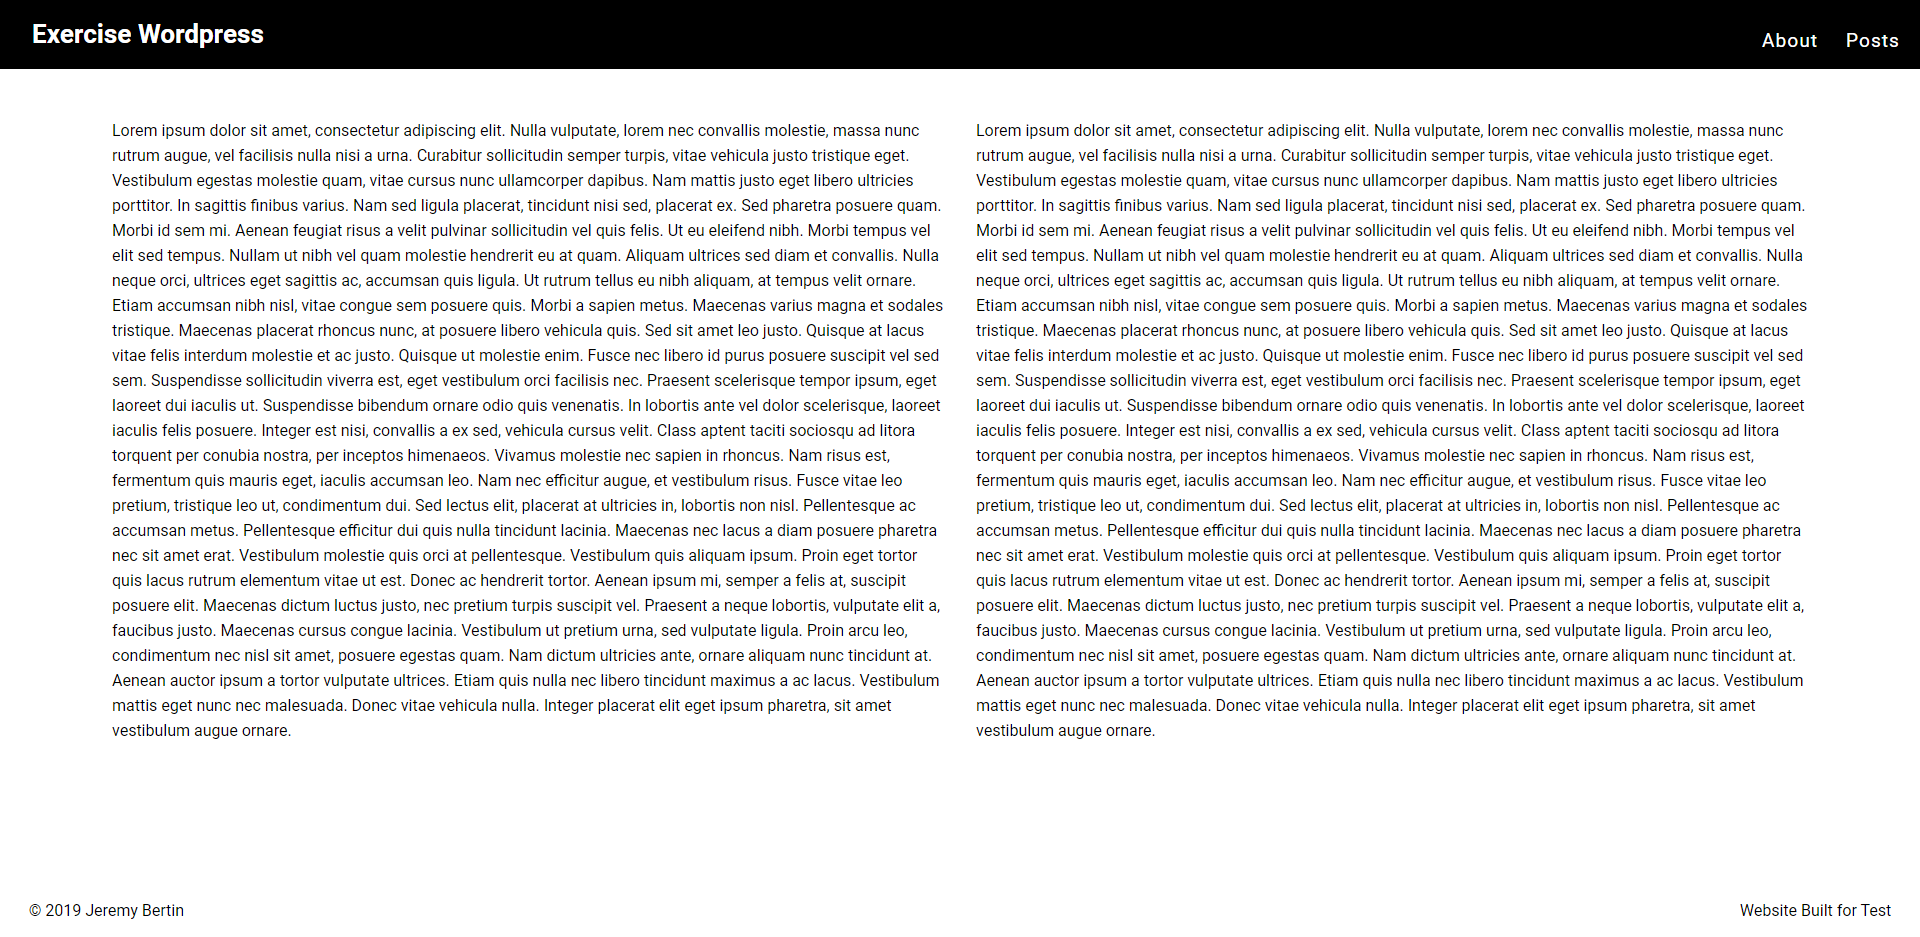 Exercise Wordpress
About
Posts
Lorem ipsum dolor sit amet, consectetur adipiscing elit. Nulla vulputate, lorem nec convallis molestie, massa nunc
rutrum augue, vel facilisis nulla nisi a urna. Curabitur sollicitudin semper turpis, vitae vehicula justo tristique eget.
Vestibulum egestas molestie quam, vitae cursus nunc ullamcorper dapibus. Nam mattis justo eget libero ultricies
porttitor. In sagittis finibus varius. Nam sed ligula placerat, tincidunt nisi sed, placerat ex. Sed pharetra posuere quam.
Morbi id sem mi. Aenean feugiat risus a velit pulvinar sollicitudin vel quis felis. Ut eu eleifend nibh. Morbi tempus vel
elit sed tempus. Nullam ut nibh vel quam molestie hendrerit eu at quam. Aliquam ultrices sed diam et convallis. Nulla
neque orci, ultrices eget sagittis ac, accumsan quis ligula. Ut rutrum tellus eu nibh aliquam, at tempus velit ornare.
Etiam accumsan nibh nisl, vitae congue sem posuere quis. Morbi a sapien metus. Maecenas varius magna et sodales
tristique. Maecenas placerat rhoncus nunc, at posuere libero vehicula quis. Sed sit amet leo justo. Quisque at lacus
vitae felis interdum molestie et ac justo. Quisque ut molestie enim. Fusce nec libero id purus posuere suscipit vel sed
sem. Suspendisse sollicitudin viverra est, eget vestibulum orci facilisis nec. Praesent scelerisque tempor ipsum, eget
laoreet dui iaculis ut. Suspendisse bibendum ornare odio quis venenatis. In lobortis ante vel dolor scelerisque, laoreet
iaculis felis posuere. Integer est nisi, convallis a ex sed, vehicula cursus velit. Class aptent taciti sociosqu ad litora
torquent per conubia nostra, per inceptos himenaeos. Vivamus molestie nec sapien in rhoncus. Nam risus est,
fermentum quis mauris eget, iaculis accumsan leo. Nam nec efficitur augue, et vestibulum risus. Fusce vitae leo
pretium, tristique leo ut, condimentum dui. Sed lectus elit, placerat at ultricies in, lobortis non nisl. Pellentesque ac
accumsan metus. Pellentesque efficitur dui quis nulla tincidunt lacinia. Maecenas nec lacus a diam posuere pharetra
nec sit amet erat. Vestibulum molestie quis orci at pellentesque. Vestibulum quis aliquam ipsum. Proin eget tortor
quis lacus rutrum elementum vitae ut est. Donec ac hendrerit tortor. Aenean ipsum mi, semper a felis at, suscipit
posuere elit. Maecenas dictum luctus justo, nec pretium turpis suscipit vel. Praesent a neque lobortis, vulputate elit a,
faucibus justo. Maecenas cursus congue lacinia. Vestibulum ut pretium urna, sed vulputate ligula. Proin arcu leo,
condimentum nec nisl sit amet, posuere egestas quam. Nam dictum ultricies ante, ornare aliquam nunc tincidunt at.
Aenean auctor ipsum a tortor vulputate ultrices. Etiam quis nulla nec libero tincidunt maximus a ac lacus. Vestibulum
mattis eget nunc nec malesuada. Donec vitae vehicula nulla. Integer placerat elit eget ipsum pharetra, sit amet
vestibulum augue ornare.
Lorem ipsum dolor sit amet, consectetur adipiscing elit. Nulla vulputate, lorem nec convallis molestie, massa nunc
rutrum augue, vel facilisis nulla nisi a urna. Curabitur sollicitudin semper turpis, vitae vehicula justo tristique eget.
Vestibulum egestas molestie quam, vitae cursus nunc ullamcorper dapibus. Nam mattis justo eget libero ultricies
porttitor. In sagittis finibus varius. Nam sed ligula placerat, tincidunt nisi sed, placerat ex. Sed pharetra posuere quam.
Morbi id sem mi. Aenean feugiat risus a velit pulvinar sollicitudin vel quis felis. Ut eu eleifend nibh. Morbi tempus vel
elit sed tempus. Nullam ut nibh vel quam molestie hendrerit eu at quam. Aliquam ultrices sed diam et convallis. Nulla
neque orci, ultrices eget sagittis ac, accumsan quis ligula. Ut rutrum tellus eu nibh aliquam, at tempus velit ornare.
Etiam accumsan nibh nisl, vitae congue sem posuere quis. Morbi a sapien metus. Maecenas varius magna et sodales
tristique. Maecenas placerat rhoncus nunc, at posuere libero vehicula quis. Sed sit amet leo justo. Quisque at lacus
vitae felis interdum molestie et ac justo. Quisque ut molestie enim. Fusce nec libero id purus posuere suscipit vel sed
sem. Suspendisse sollicitudin viverra est, eget vestibulum orci facilisis nec. Praesent scelerisque tempor ipsum, eget
laoreet dui iaculis ut. Suspendisse bibendum ornare odio quis venenatis. In lobortis ante vel dolor scelerisque, laoreet
iaculis felis posuere. Integer est nisi, convallis a ex sed, vehicula cursus velit. Class aptent taciti sociosqu ad litora
torquent per conubia nostra, per inceptos himenaeos. Vivamus molestie nec sapien in rhoncus. Nam risus est,
fermentum quis mauris eget, iaculis accumsan leo. Nam nec efficitur augue, et vestibulum risus. Fusce vitae leo
pretium, tristique leo ut, condimentum dui. Sed lectus elit, placerat at ultricies in, lobortis non nisl. Pellentesque ac
accumsan metus. Pellentesque efficitur dui quis nulla tincidunt lacinia. Maecenas nec lacus a diam posuere pharetra
nec sit amet erat. Vestibulum molestie quis orci at pellentesque. Vestibulum quis aliquam ipsum. Proin eget tortor
quis lacus rutrum elementum vitae ut est. Donec ac hendrerit tortor. Aenean ipsum mi, semper a felis at, suscipit
posuere elit. Maecenas dictum luctus justo, nec pretium turpis suscipit vel. Praesent a neque lobortis, vulputate elit a,
faucibus justo. Maecenas cursus congue lacinia. Vestibulum ut pretium urna, sed vulputate ligula. Proin arcu leo,
condimentum nec nisl sit amet, posuere egestas quam. Nam dictum ultricies ante, ornare aliquam nunc tincidunt at.
Aenean auctor ipsum a tortor vulputate ultrices. Etiam quis nulla nec libero tincidunt maximus a ac lacus. Vestibulum
mattis eget nunc nec malesuada. Donec vitae vehicula nulla. Integer placerat elit eget ipsum pharetra, sit amet
vestibulum augue ornare.
© 2019 Jeremy Bertin
Website Built for Test